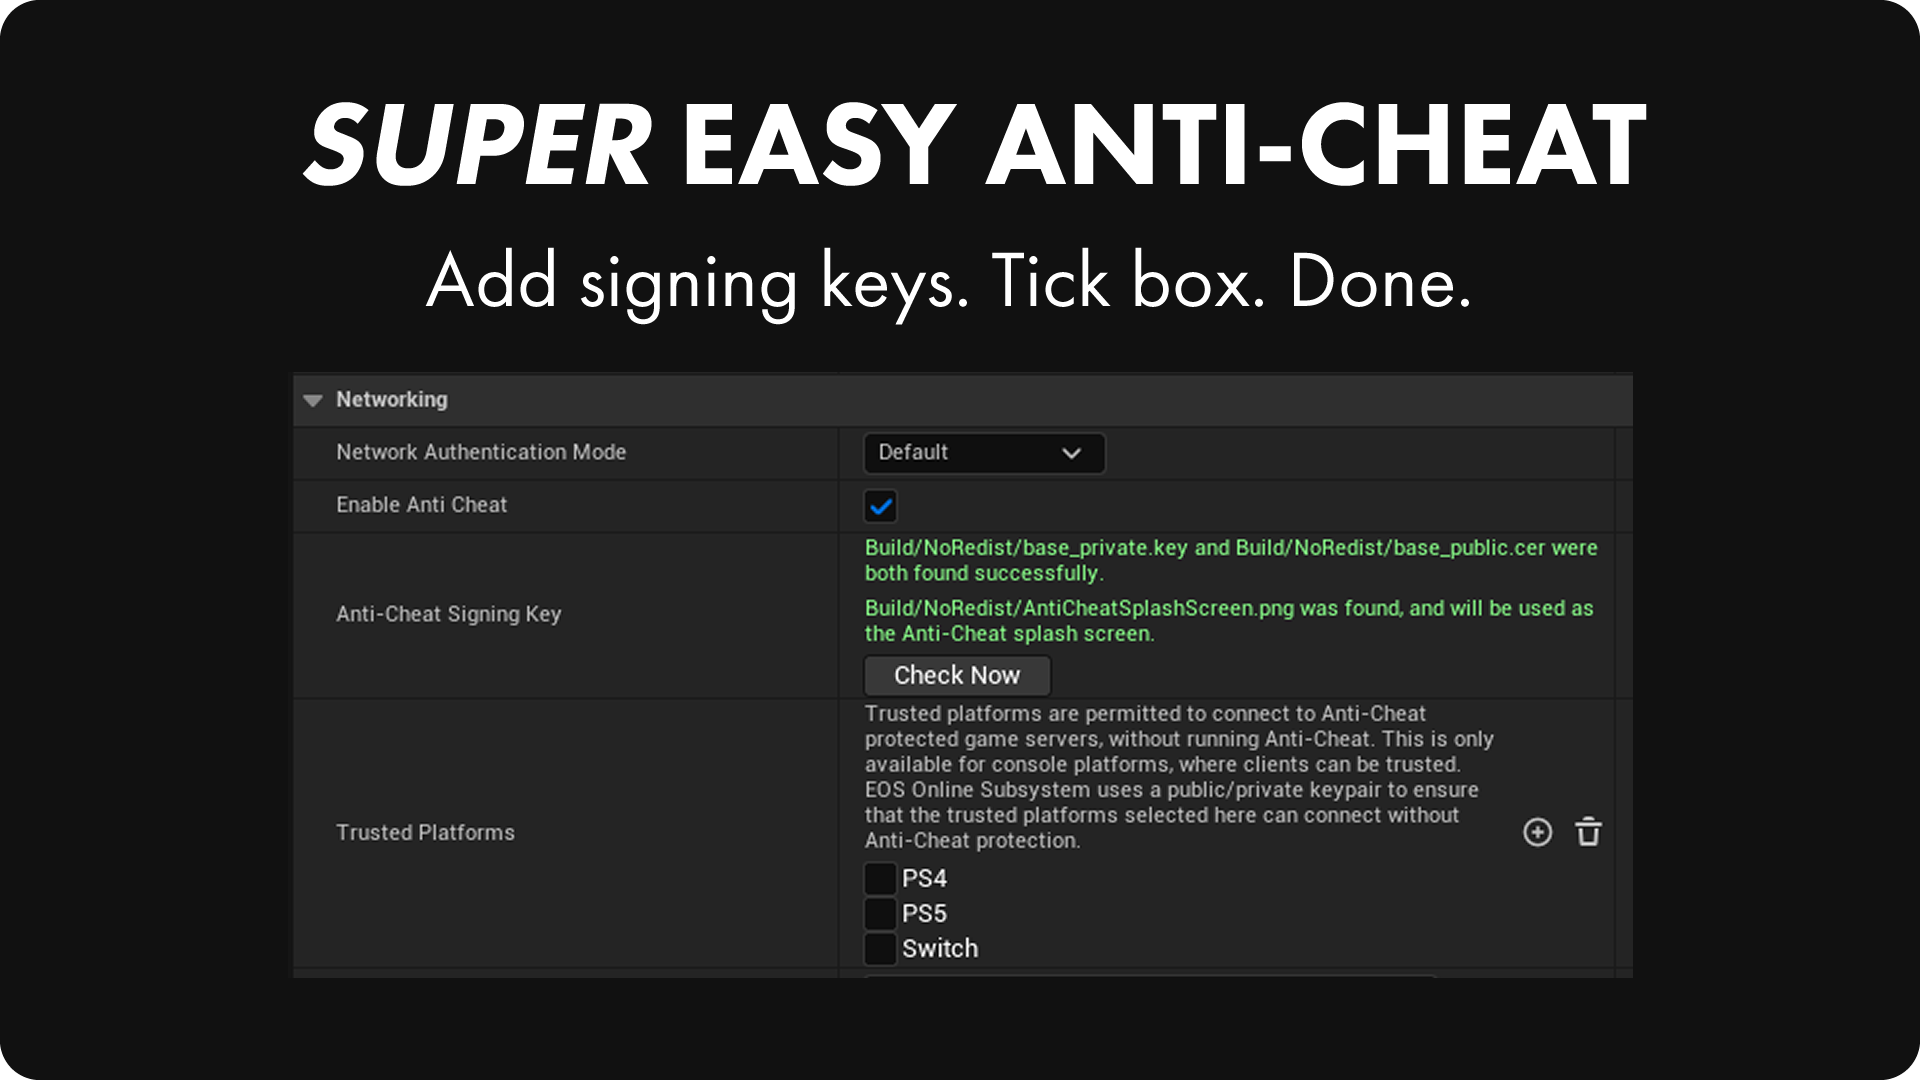 SUPER EASY ANTI-CHEAT
Add signing keys. Tick box. Done.
Networking
Network Authentication Mode
Default
Enable Anti Cheat
Anti-Cheat Signing Key
Build/NoRedist/base_private.key and Build/NoRedist/base_public.cer were
both found successfully.
Build/NoRedist/AntiCheatSplashScreen.png was found, and will be used as
the Anti-Cheat splash screen.
Check Now
Trusted Platforms
Trusted platforms are permitted to connect to Anti-Cheat
protected game servers, without running Anti-Cheat. This is only
available for console platforms, where clients can be trusted.
EOS Online Subsystem uses a public/private keypair to ensure
that the trusted platforms selected here can connect without
Anti-Cheat protection.
PS4
PS5
Switch